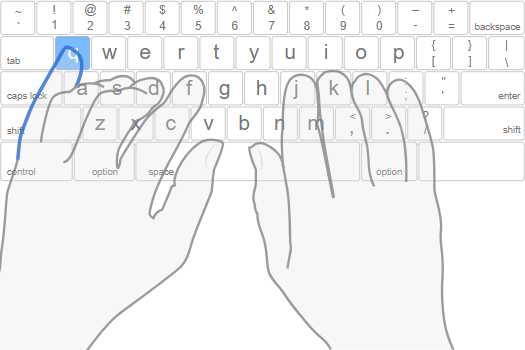 ~ ! @ # $ % ^ & * ( ) – +
` 1 2 3 4 5 6 7 8 9 0 - = backspace
tab q w e r t y u i o p { [ } ] | \
caps lock a s d f g h j k l : ; " ' enter
shift z x c v b n m < , > . ? / shift
control option space option